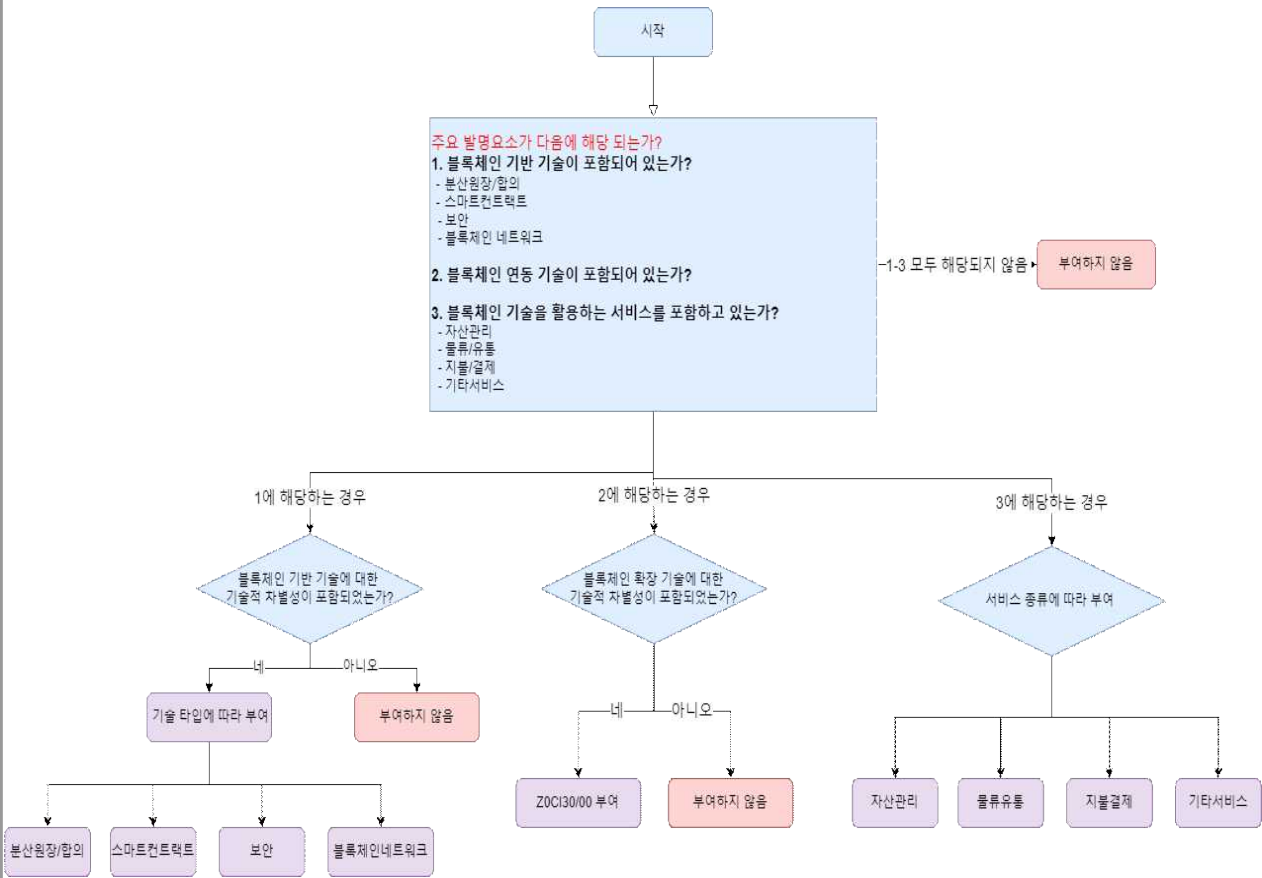 시작
주요 발명요소가 다음에 해당 되는가?
1. 블록체인 기반 기술이 포함되어 있는가?
- 분산원장/합의
- 스마트컨트랙트
- 보안
- 블록체인 네트워크
2. 블록체인 연동 기술이 포함되어 있는가?
3. 블록체인 기술을 활용하는 서비스를 포함하고 있는가?
- 자산관리
- 물류/유통
- 지불/결제
- 기타서비스
1-3 모두 해당되지 않음
부여하지 않음
1에 해당하는 경우
2에 해당하는 경우
3에 해당하는 경우
블록체인 기반 기술에 대한
기술적 차별성이 포함되었는가?
블록체인 확장 기술에 대한
기술적 차별성이 포함되었는가?
서비스 종류에 따라 부여
네
아니오
기술 타입에 따라 부여
부여하지 않음
네
아니오
Z0CI30/00 부여
부여하지 않음
자산관리
물류유통
지불결제
기타서비스
분산원장/합의
스마트컨트랙트
보안
블록체인네트워크